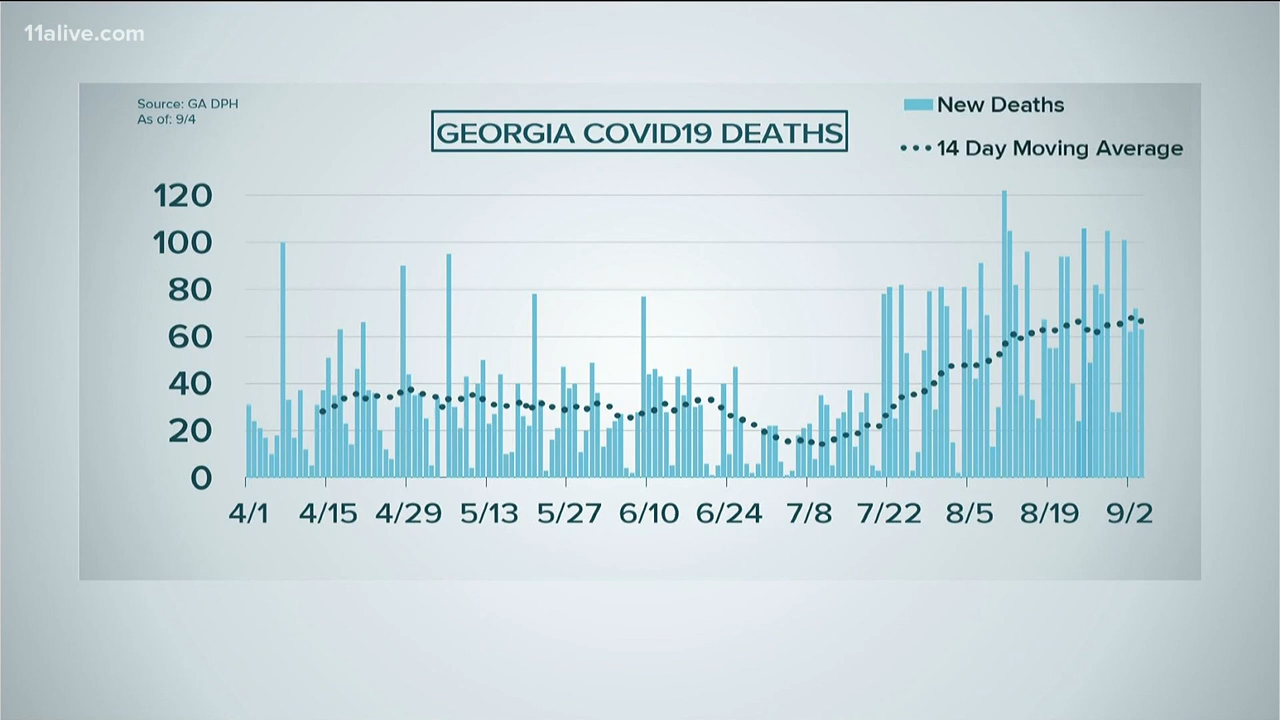 11alive.com
Source: GA DPH
As of: 9/4
GEORGIA COVID19 DEATHS
New Deaths
14 Day Moving Average
120
100
80
60
40
20
0
4/1 4/15 4/29 5/13 5/27 6/10 6/24 7/8 7/22 8/5 8/19 9/2